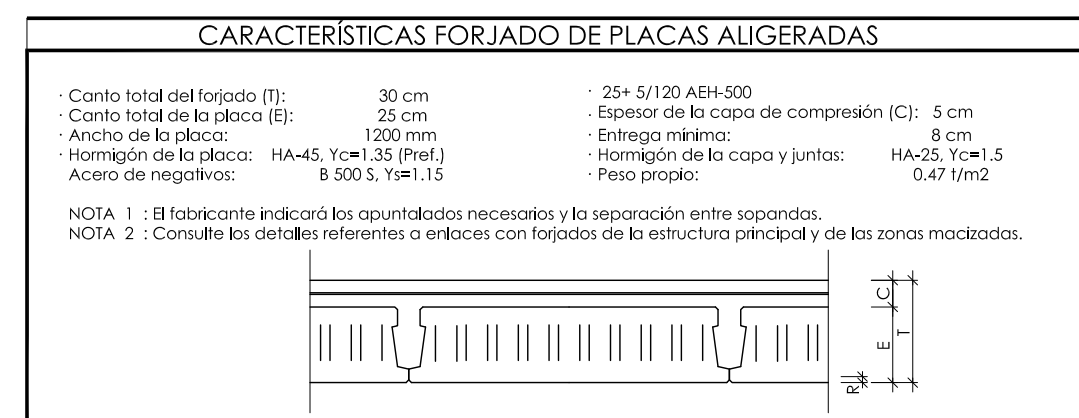 CARACTERÍSTICAS FORJADO DE PLACAS ALIGERADAS
· Canto total del forjado (T): 30 cm
· Canto total de la placa (E): 25 cm
· Ancho de la placa: 1200 mm
· Hormigón de la placa: HA-45, Yc=1.35 (Pref.)
Acero de negativos: B 500 S, Ys=1.15
· 25+ 5/120 AEH-500
· Espesor de la capa de compresión (C): 5 cm
· Entrega mínima: 8 cm
· Hormigón de la capa y juntas: HA-25, Yc=1.5
· Peso propio: 0.47 t/m2
NOTA 1 : El fabricante indicará los apuntalados necesarios y la separación entre sopandas.
NOTA 2 : Consulte los detalles referentes a enlaces con forjados de la estructura principal y de las zonas macizadas.
C
E
T
R